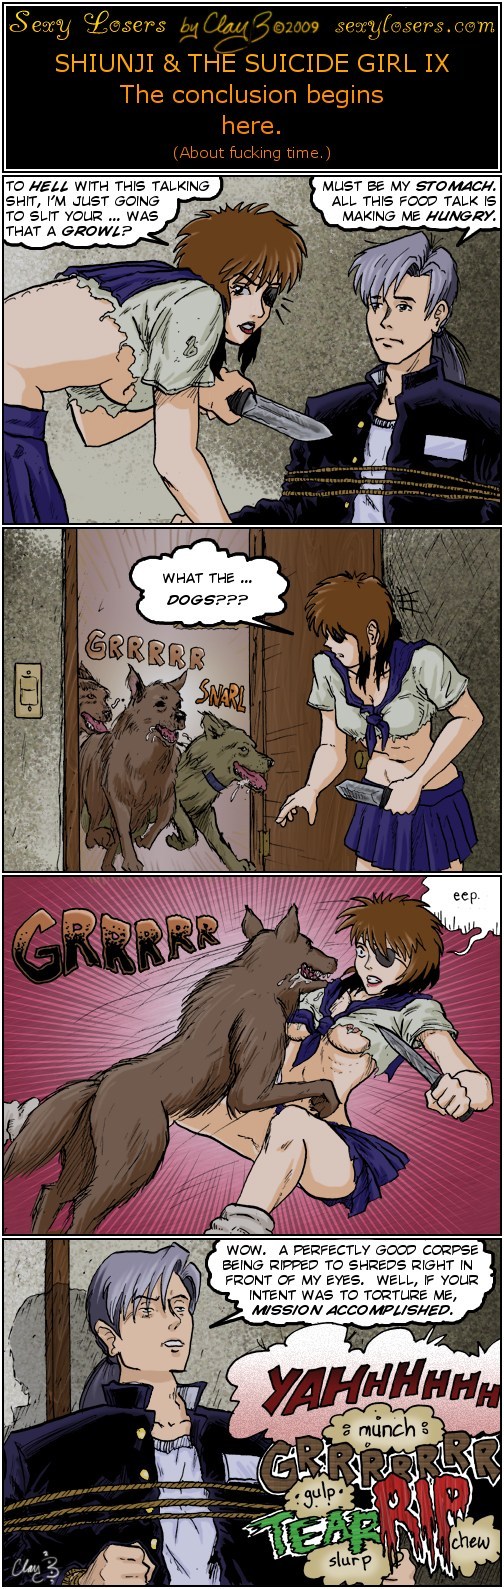 Sexy Losers by Clay B ©2009 sexylosers.com
SHIUNJI & THE SUICIDE GIRL IX
The conclusion begins
here.
(About fucking time.)
TO HELL WITH THIS TALKING
SHIT, I'M JUST GOING
TO SLIT YOUR ... WAS
THAT A GROWL?
MUST BE MY STOMACH.
ALL THIS FOOD TALK IS
MAKING ME HUNGRY.
WHAT THE ...
DOGS???
GRRRRR
SNARL
GRRRRR
eep.
WOW. A PERFECTLY GOOD CORPSE
BEING RIPPED TO SHREDS RIGHT IN
FRONT OF MY EYES. WELL, IF YOUR
INTENT WAS TO TORTURE ME,
MISSION ACCOMPLISHED.
YAHHHHHH
munch
GRRRRRRR
gulp
TEAR
RIP
slurp
chew
Clay B